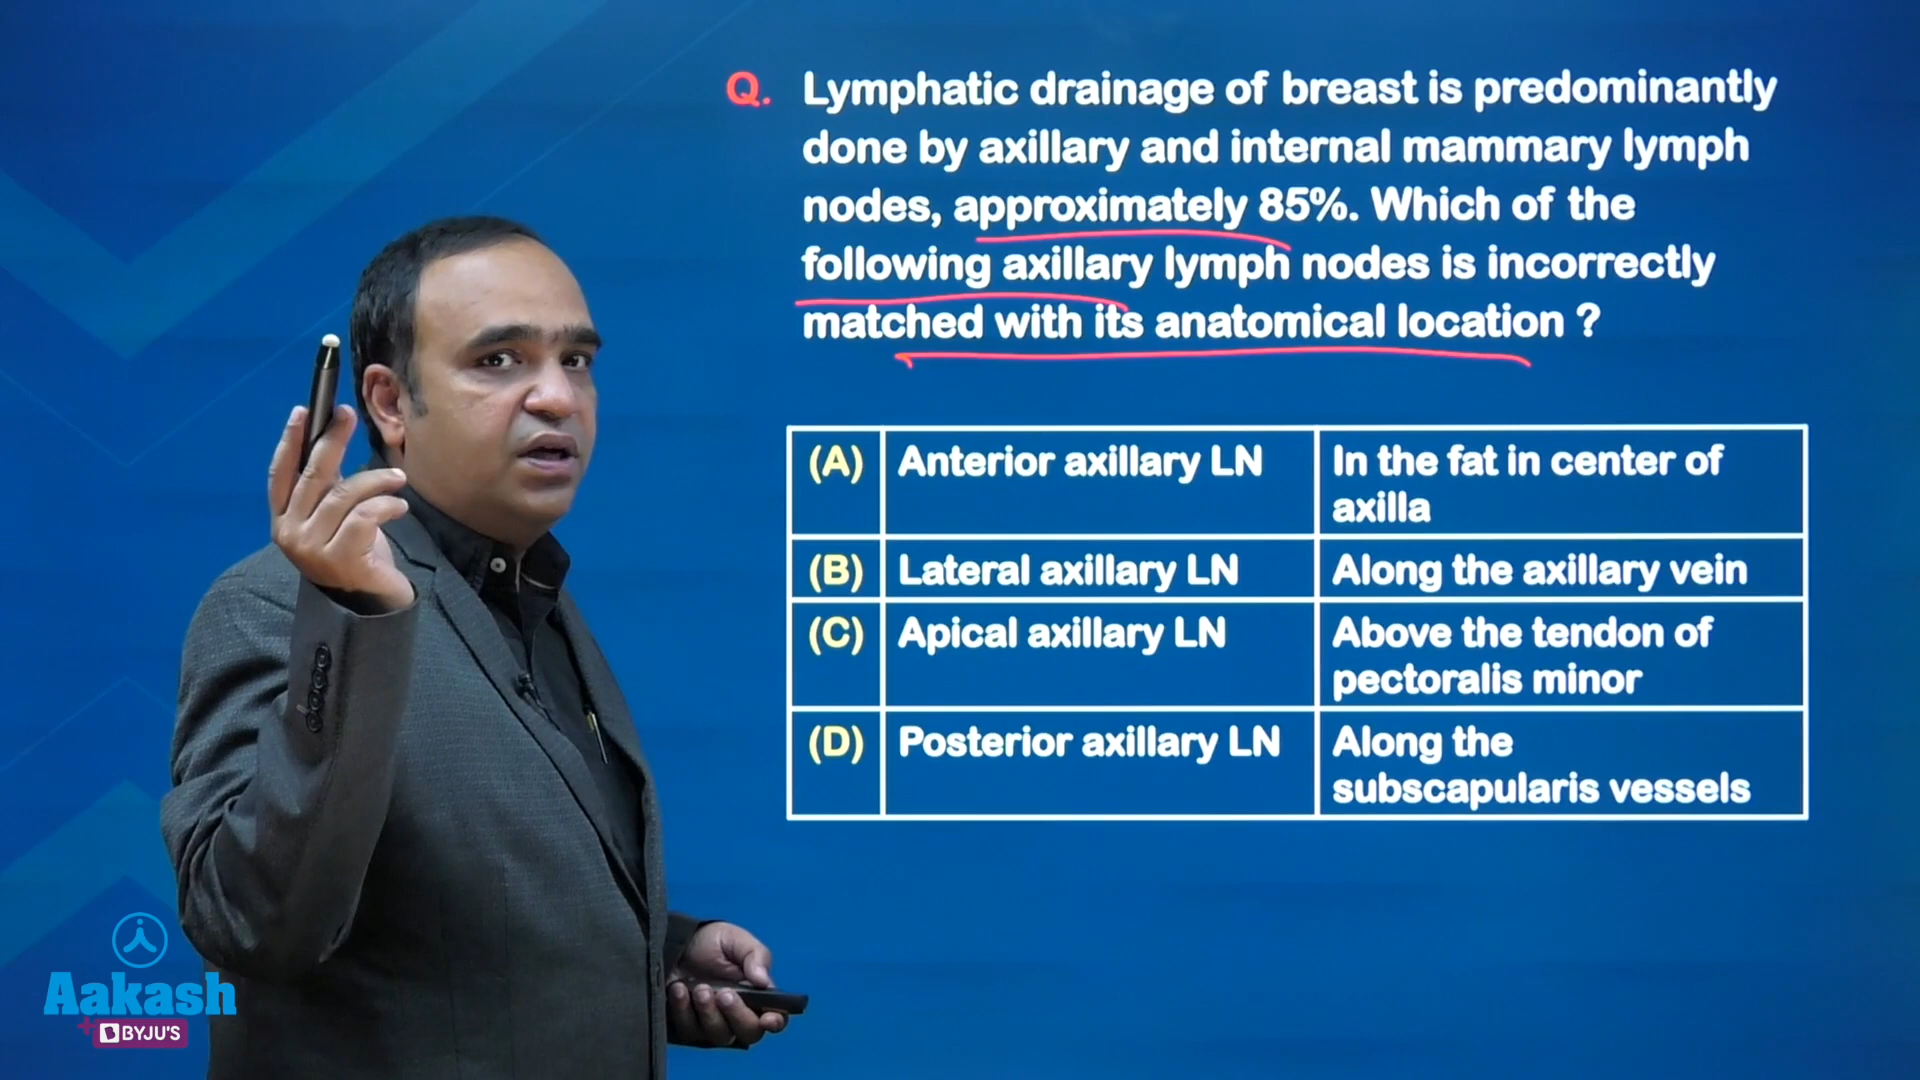 Q. Lymphatic drainage of breast is predominantly
done by axillary and internal mammary lymph
nodes, approximately 85%. Which of the
following axillary lymph nodes is incorrectly
matched with its anatomical location ?
(A) Anterior axillary LN In the fat in center of
axilla
(B) Lateral axillary LN Along the axillary vein
(C) Apical axillary LN Above the tendon of
pectoralis minor
(D) Posterior axillary LN Along the
subscapularis vessels
Aakash
+BYJU'S